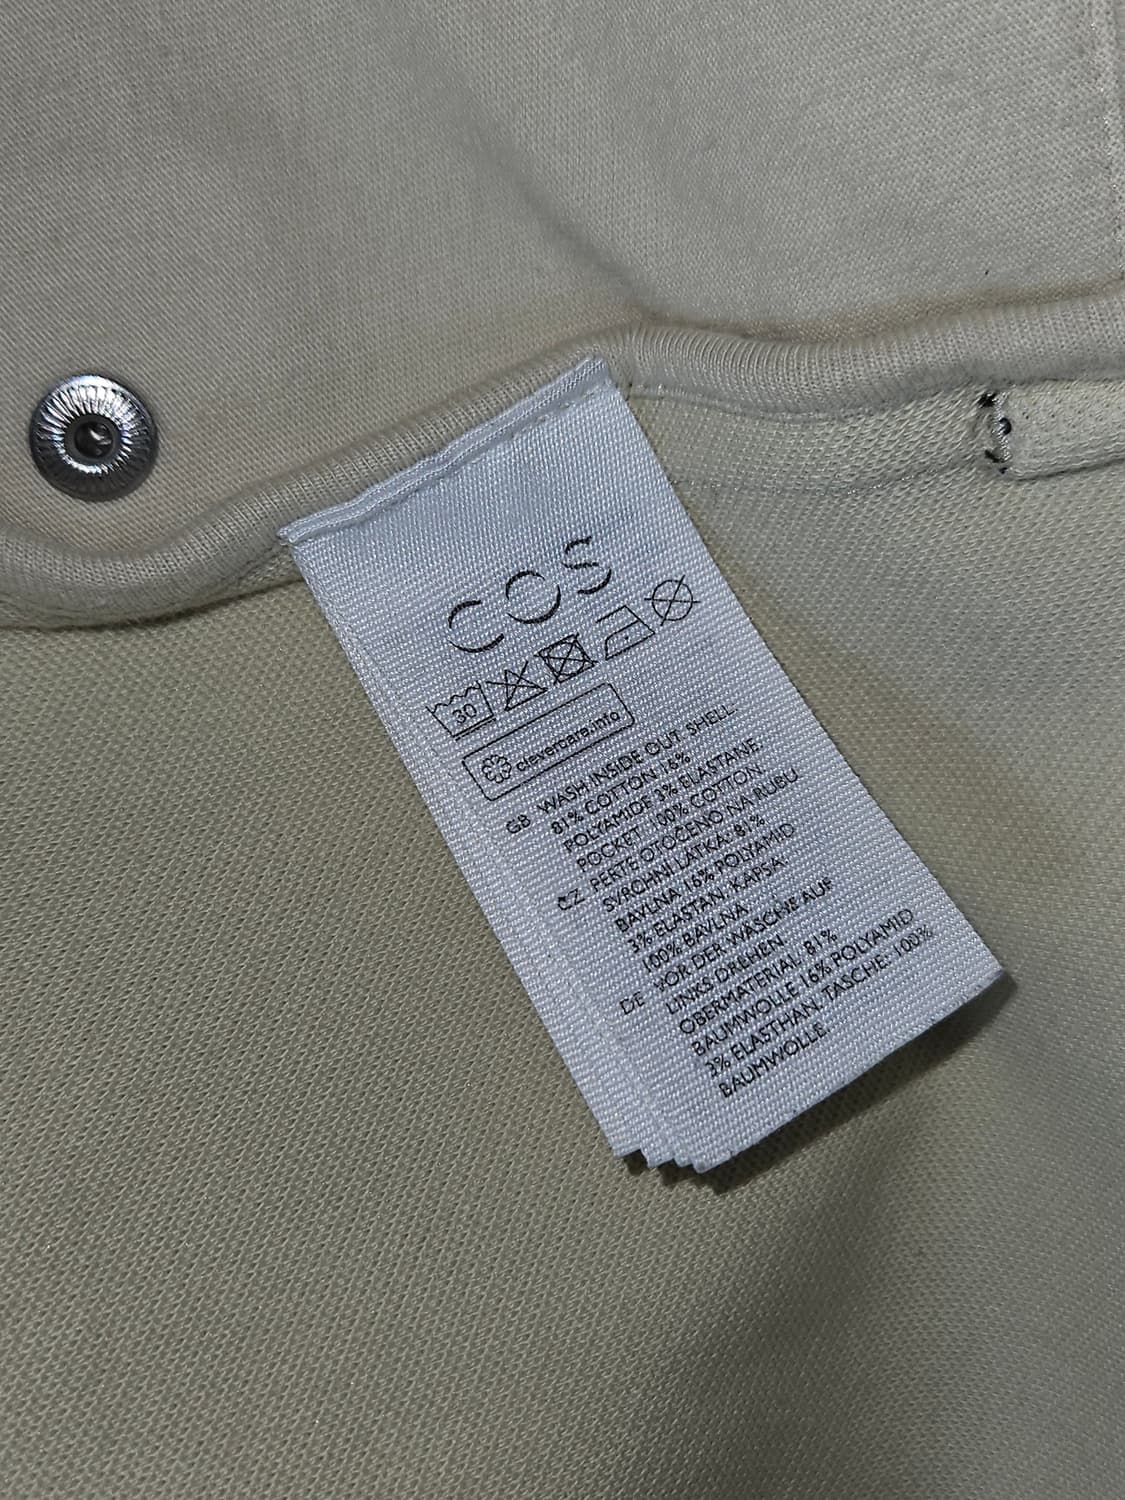 COS
30
clevercare.info
GB WASH INSIDE OUT. SHELL:
81% COTTON 16%
POLYAMIDE 3% ELASTANE.
POCKET: 100% COTTON.
CZ PERTE OTOČENO NA RUBU
SVRCHNI LATKA: 81%
BAVLNA 16% POLYAMID
3% ELASTAN. KAPSA:
100% BAVLNA.
DE VOR DER WÄSCHE AUF
LINKS DREHEN.
OBERMATERIAL: 81%
BAUMWOLLE 16% POLYAMID
3% ELASTHAN. TASCHE: 100%
BAUMWOLLE.